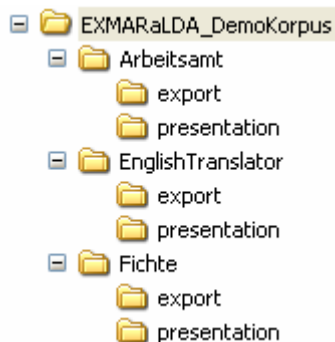 EXMARaLDA_DemoKorpus
Arbeitsamt
export
presentation
EnglishTranslator
export
presentation
Fichte
export
presentation